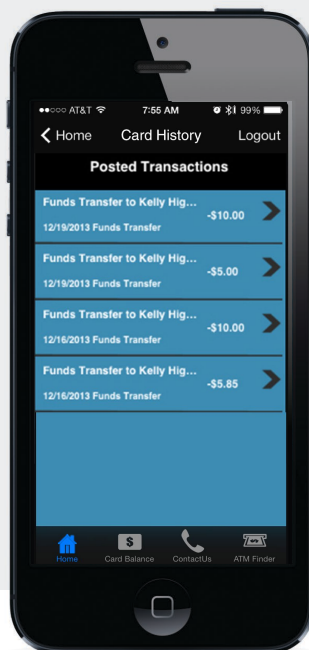 AT&T 7:55 AM 99%
Home Card History Logout
Posted Transactions
Funds Transfer to Kelly Hig...
-$10.00
12/19/2013 Funds Transfer
Funds Transfer to Kelly Hig...
-$5.00
12/19/2013 Funds Transfer
Funds Transfer to Kelly Hig...
-$10.00
12/16/2013 Funds Transfer
Funds Transfer to Kelly Hig...
-$5.85
12/16/2013 Funds Transfer
$
Home Card Balance ContactUs ATM Finder